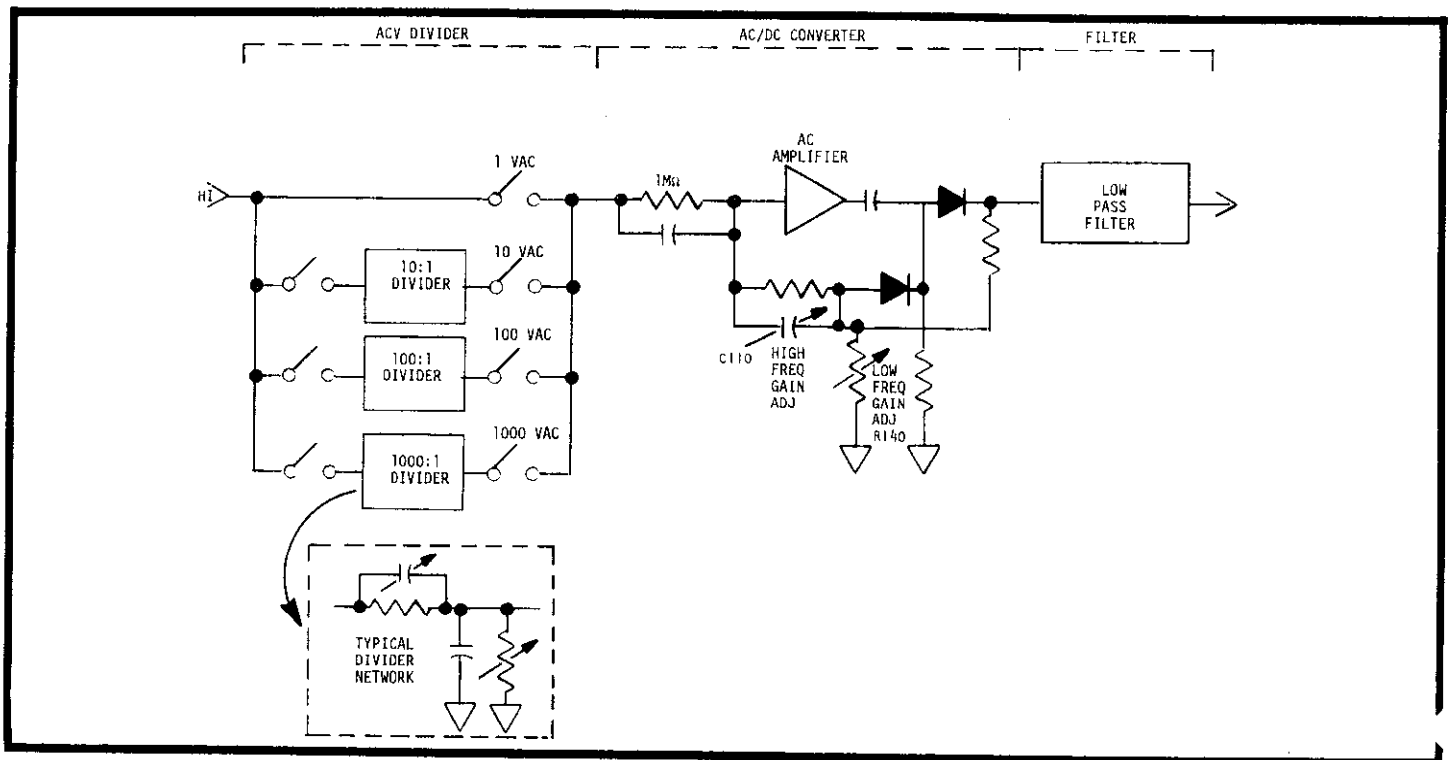 ACV DIVIDER
AC/DC CONVERTER
FILTER
HI
1 VAC
1MΩ
AC
AMPLIFIER
LOW
PASS
FILTER
10:1
DIVIDER
10 VAC
100:1
DIVIDER
100 VAC
1000:1
DIVIDER
1000 VAC
C110
HIGH
FREQ
GAIN
ADJ
LOW
FREQ
GAIN
ADJ
R140
TYPICAL
DIVIDER
NETWORK